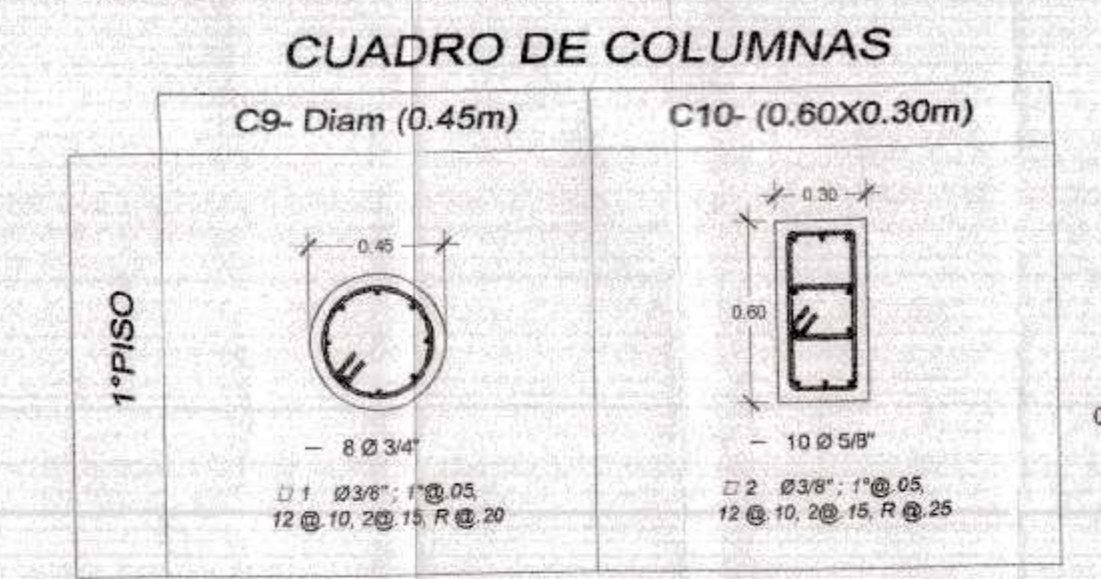 CUADRO DE COLUMNAS
C9- Diam (0.45m)
C10- (0.60X0.30m)
1°PISO
0.45
— 8 Ø 3/4"
□ 1 Ø3/8"; 1°@.05,
12 @.10, 2@.15, R @.20
0.30
0.60
— 10 Ø 5/8"
□ 2 Ø3/8"; 1°@.05,
12 @.10, 2@.15, R @.25